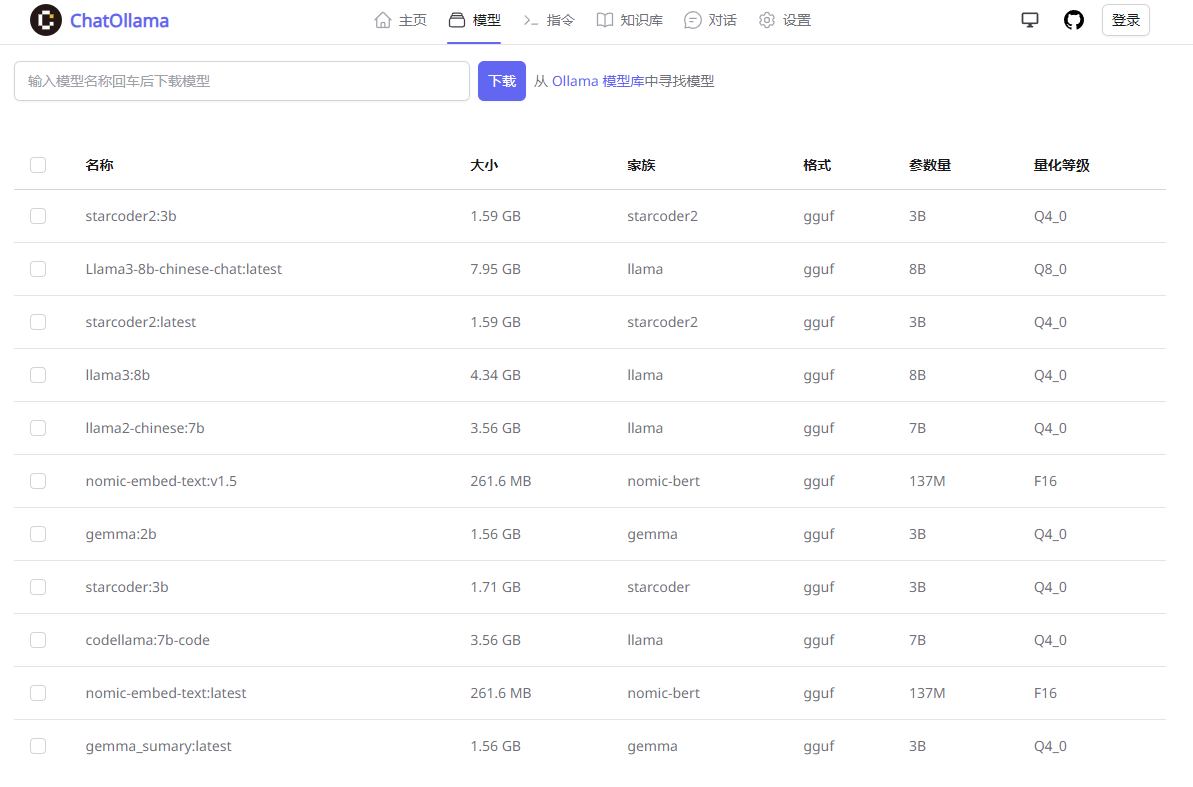 ChatOllama 主页 模型 指令 知识库 对话 设置 登录
输入模型名称回车后下载模型 下载 从 Ollama 模型库中寻找模型
名称 大小 家族 格式 参数量 量化等级
starcoder2:3b 1.59 GB starcoder2 gguf 3B Q4_0
Llama3-8b-chinese-chat:latest 7.95 GB llama gguf 8B Q8_0
starcoder2:latest 1.59 GB starcoder2 gguf 3B Q4_0
llama3:8b 4.34 GB llama gguf 8B Q4_0
llama2-chinese:7b 3.56 GB llama gguf 7B Q4_0
nomic-embed-text:v1.5 261.6 MB nomic-bert gguf 137M F16
gemma:2b 1.56 GB gemma gguf 3B Q4_0
starcoder:3b 1.71 GB starcoder gguf 3B Q4_0
codellama:7b-code 3.56 GB llama gguf 7B Q4_0
nomic-embed-text:latest 261.6 MB nomic-bert gguf 137M F16
gemma_sumary:latest 1.56 GB gemma gguf 3B Q4_0